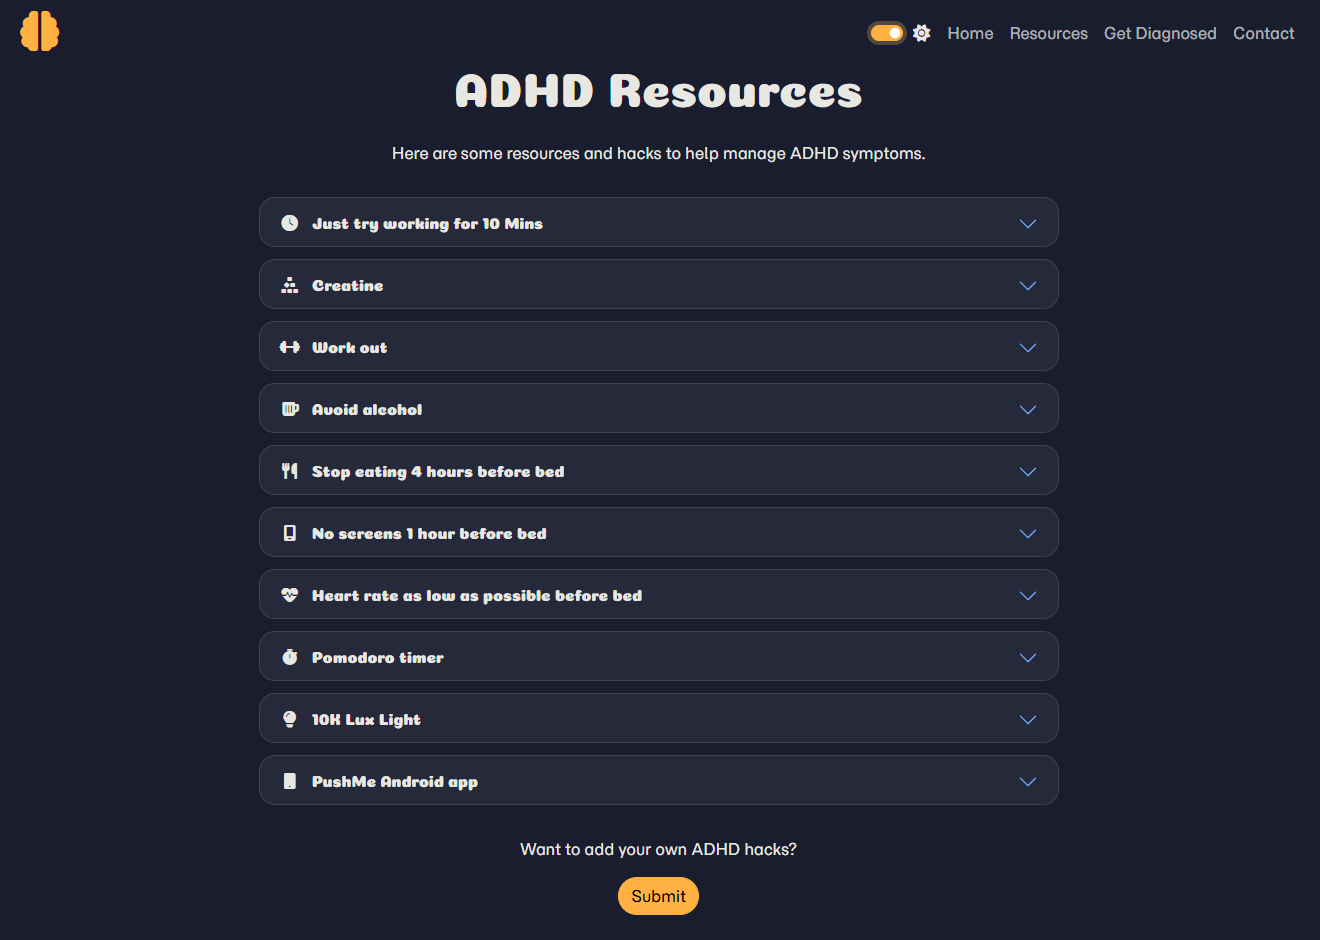 Home Resources Get Diagnosed Contact
ADHD Resources
Here are some resources and hacks to help manage ADHD symptoms.
Just try working for 10 Mins
Creatine
Work out
Avoid alcohol
Stop eating 4 hours before bed
No screens 1 hour before bed
Heart rate as low as possible before bed
Pomodoro timer
10K Lux Light
PushMe Android app
Want to add your own ADHD hacks?
Submit